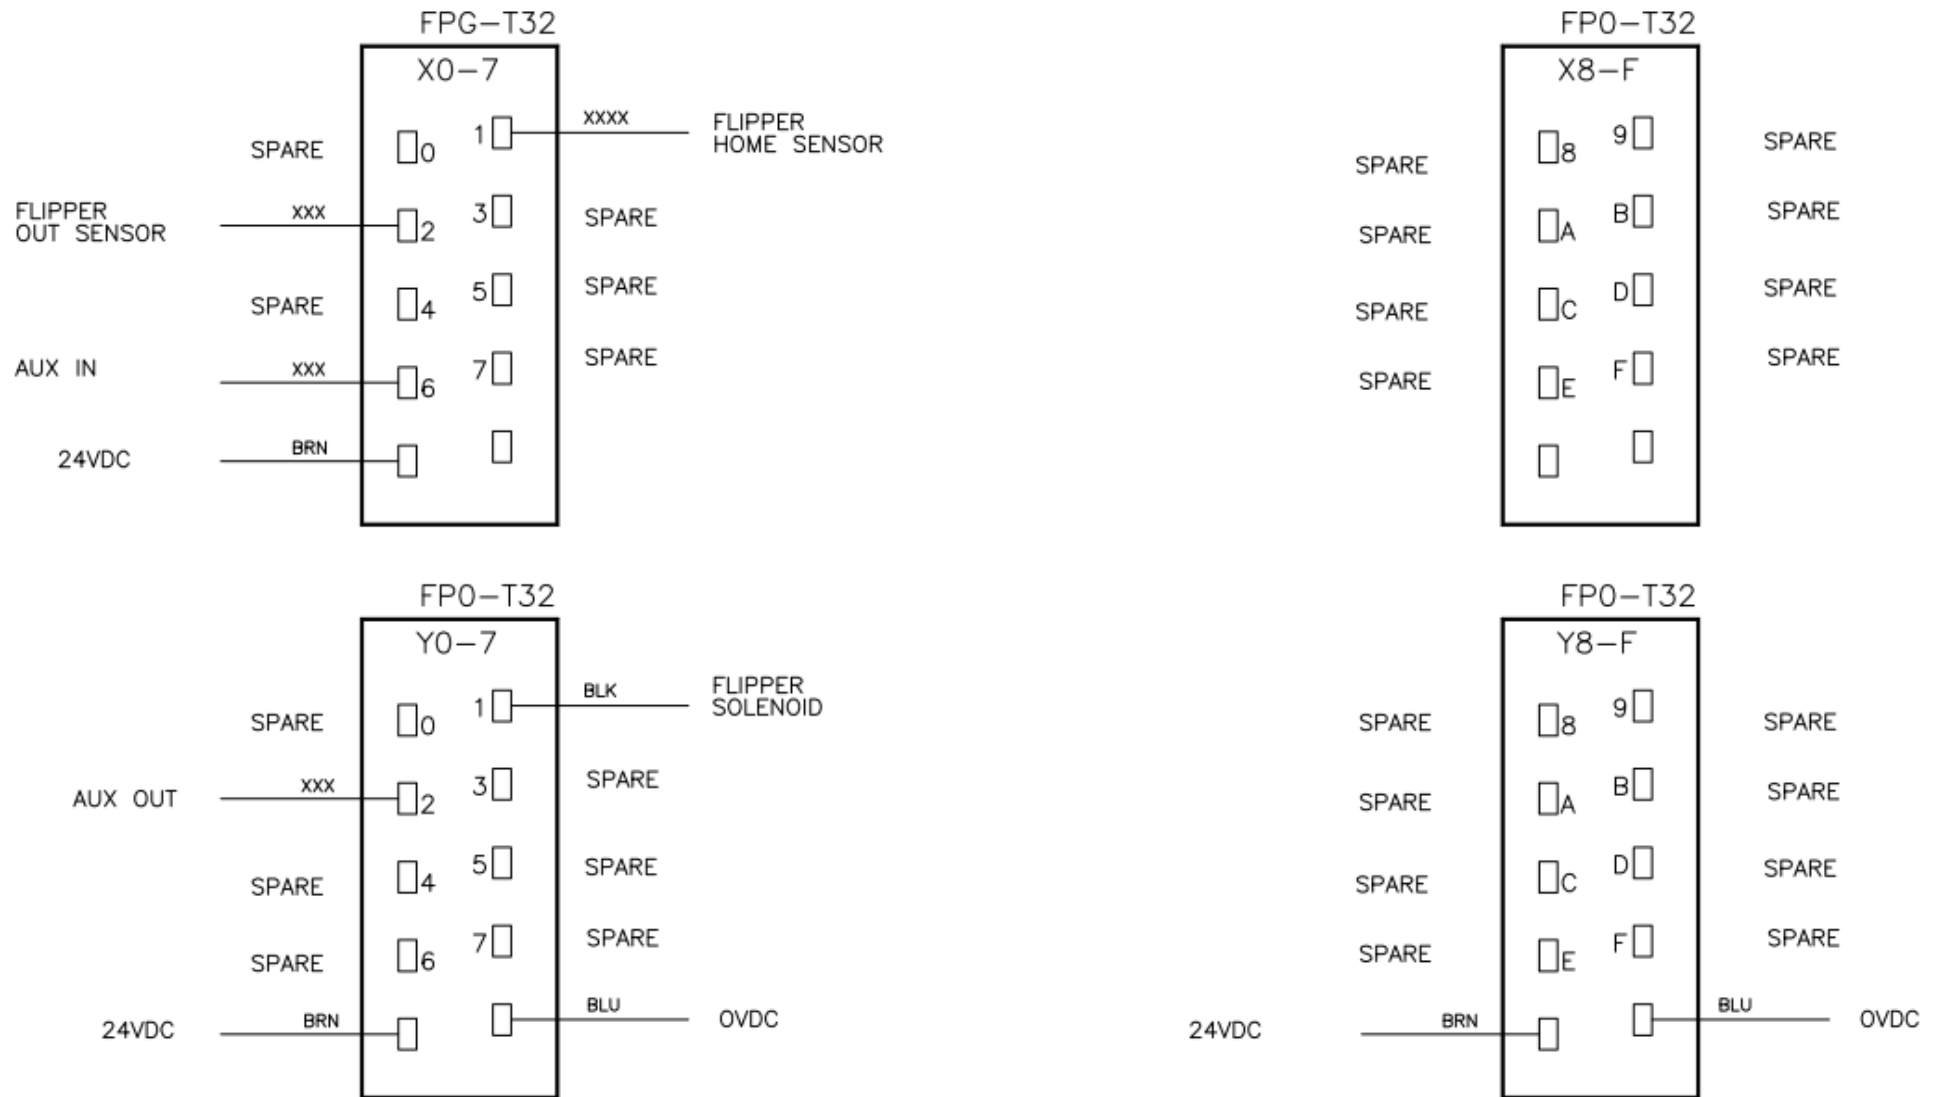 FPG-T32
X0-7
SPARE
0
1
XXXX
FLIPPER
HOME SENSOR
FLIPPER
OUT SENSOR
XXX
2
3
SPARE
SPARE
4
5
SPARE
AUX IN
XXX
6
7
SPARE
24VDC
BRN
FP0-T32
X8-F
SPARE
8
9
SPARE
SPARE
A
B
SPARE
SPARE
C
D
SPARE
SPARE
E
F
SPARE
FP0-T32
Y0-7
SPARE
0
1
BLK
FLIPPER
SOLENOID
AUX OUT
XXX
2
3
SPARE
SPARE
4
5
SPARE
SPARE
6
7
SPARE
24VDC
BRN
BLU
0VDC
FP0-T32
Y8-F
SPARE
8
9
SPARE
SPARE
A
B
SPARE
SPARE
C
D
SPARE
SPARE
E
F
SPARE
24VDC
BRN
BLU
0VDC